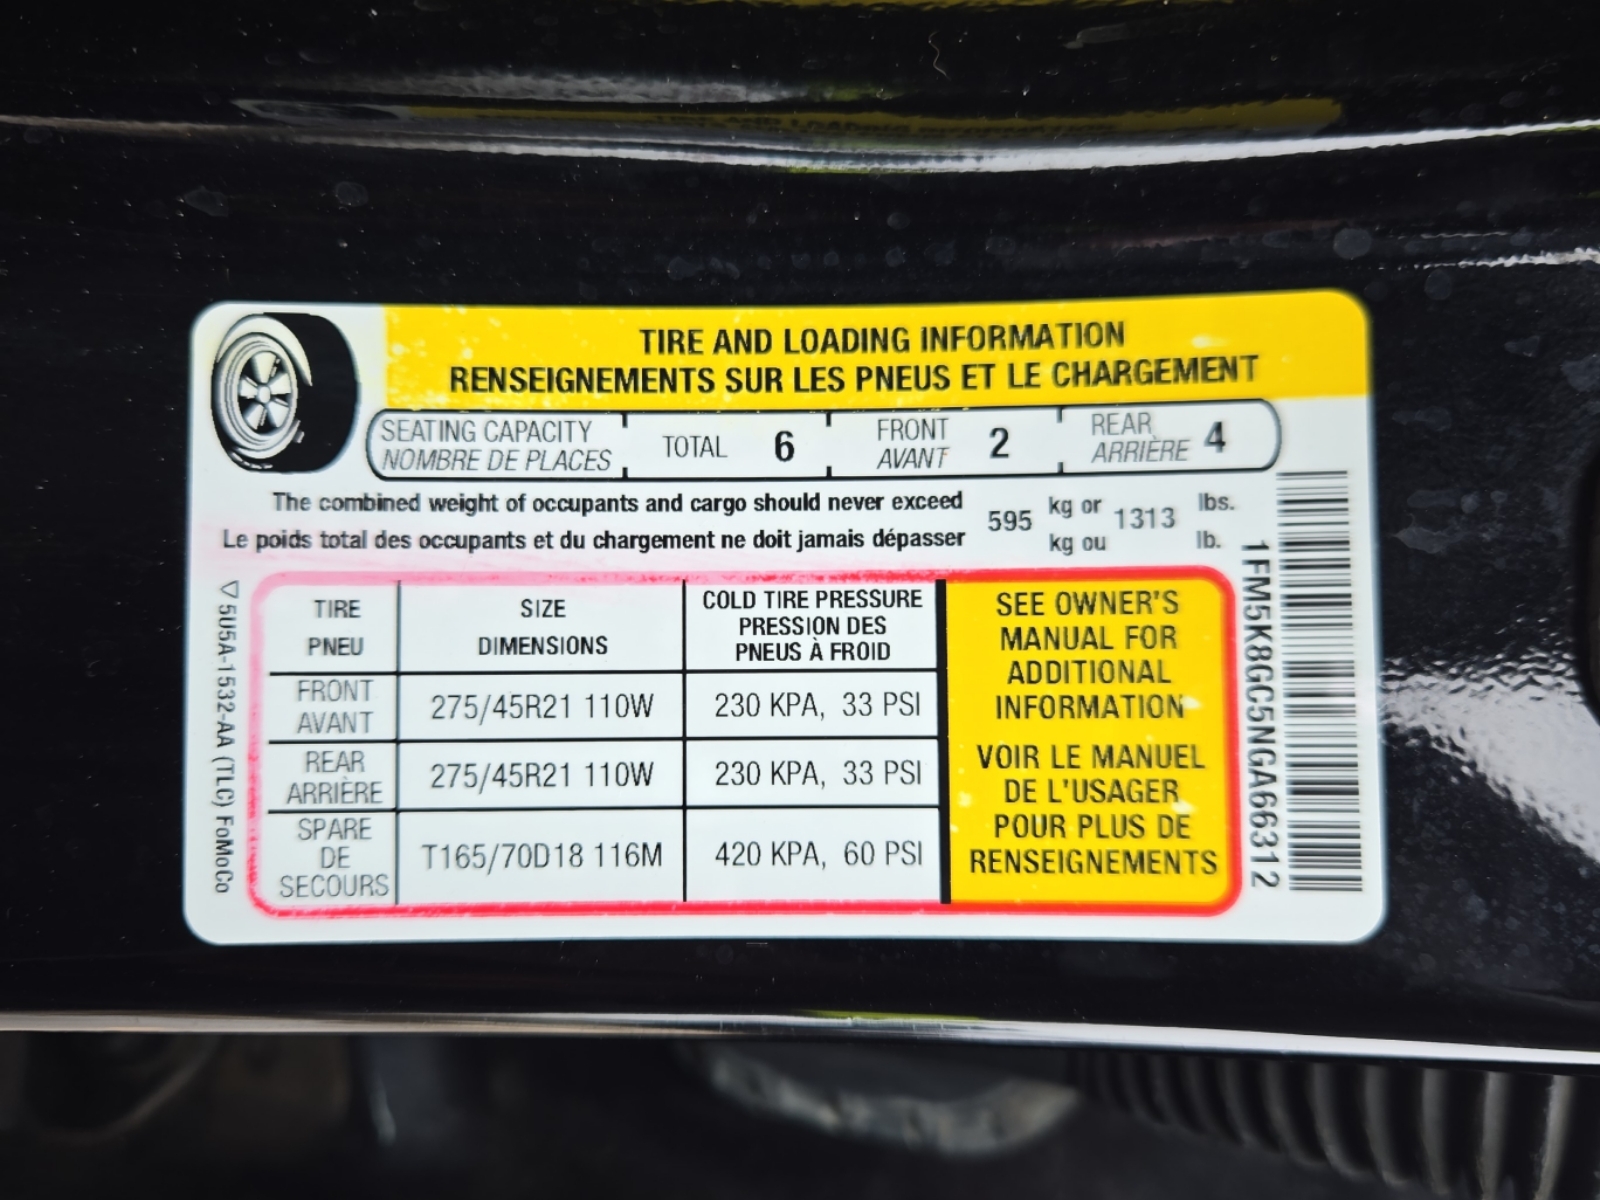 TIRE AND LOADING INFORMATION
RENSEIGNEMENTS SUR LES PNEUS ET LE CHARGEMENT
SEATING CAPACITY
NOMBRE DE PLACES
TOTAL 6
FRONT
AVANT
2
REAR
ARRIÈRE
4
The combined weight of occupants and cargo should never exceed
Le poids total des occupants et du chargement ne doit jamais dépasser
595
kg or
kg ou
1313
lbs.
lb.
TIRE
PNEU
SIZE
DIMENSIONS
COLD TIRE PRESSURE
PRESSION DES
PNEUS À FROID
FRONT
AVANT
275/45R21 110W
230 KPA, 33 PSI
REAR
ARRIÈRE
275/45R21 110W
230 KPA, 33 PSI
SPARE
DE
SECOURS
T165/70D18 116M
420 KPA, 60 PSI
SEE OWNER'S
MANUAL FOR
ADDITIONAL
INFORMATION
VOIR LE MANUEL
DE L'USAGER
POUR PLUS DE
RENSEIGNEMENTS
5U5A-1532-AA (TLC) FoMoCo
1FM5K8GC5NGA66312